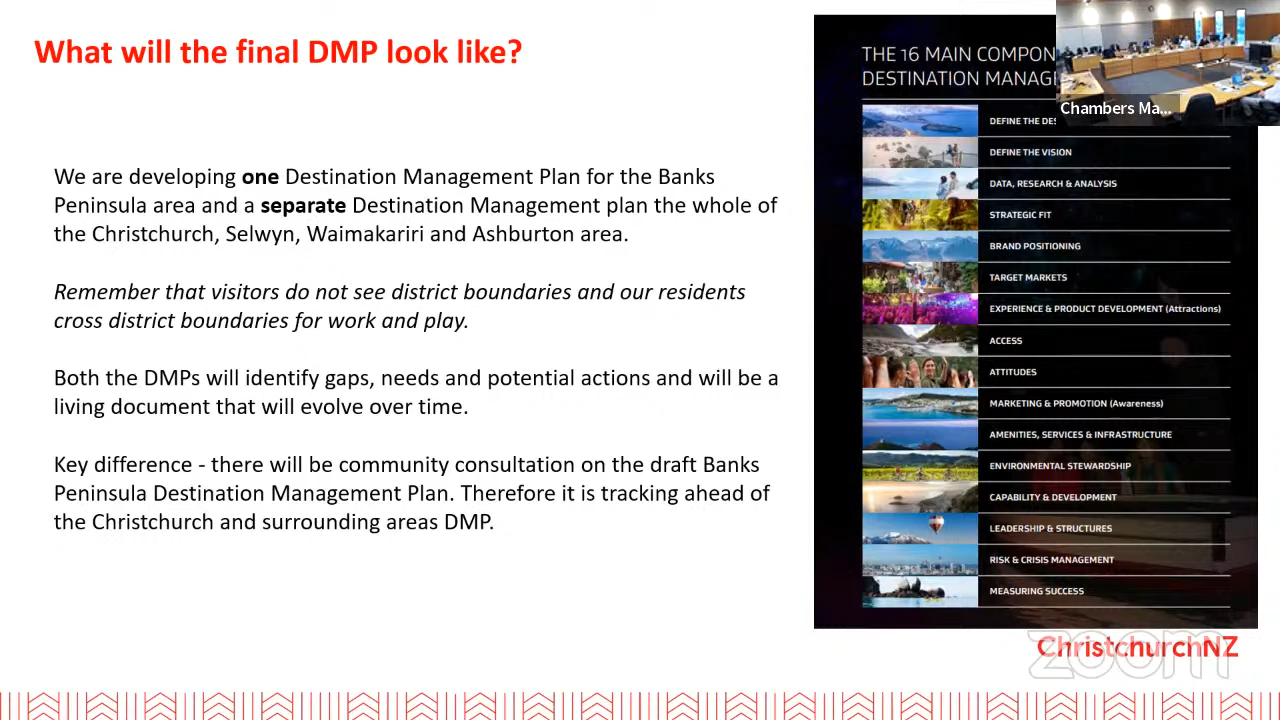 What will the final DMP look like?
We are developing one Destination Management Plan for the Banks
Peninsula area and a separate Destination Management plan the whole of
the Christchurch, Selwyn, Waimakariri and Ashburton area.
Remember that visitors do not see district boundaries and our residents
cross district boundaries for work and play.
Both the DMPs will identify gaps, needs and potential actions and will be a
living document that will evolve over time.
Key difference - there will be community consultation on the draft Banks
Peninsula Destination Management Plan. Therefore it is tracking ahead of
the Christchurch and surrounding areas DMP.
THE 16 MAIN COMPON
DESTINATION MANAGE
Chambers Ma...
DEFINE THE DES
DEFINE THE VISION
DATA, RESEARCH & ANALYSIS
STRATEGIC FIT
BRAND POSITIONING
TARGET MARKETS
EXPERIENCE & PRODUCT DEVELOPMENT (Attractions)
ACCESS
ATTITUDES
MARKETING & PROMOTION (Awareness)
AMENITIES, SERVICES & INFRASTRUCTURE
ENVIRONMENTAL STEWARDSHIP
CAPABILITY & DEVELOPMENT
LEADERSHIP & STRUCTURES
RISK & CRISIS MANAGEMENT
MEASURING SUCCESS
ChristchurchNZ
zoom